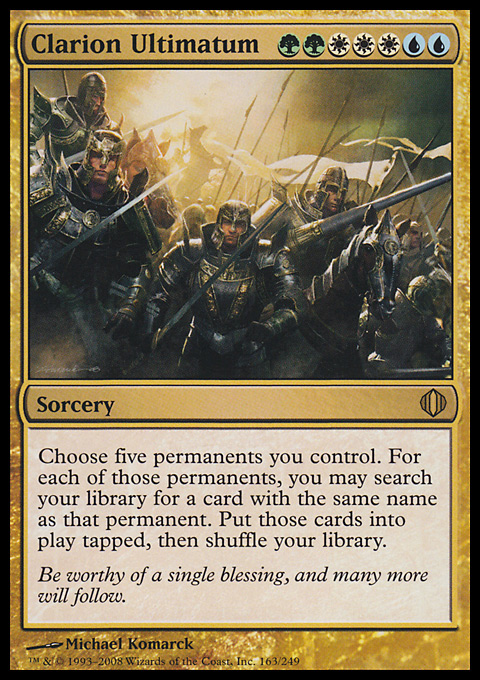 Clarion Ultimatum
Sorcery
Choose five permanents you control. For
each of those permanents, you may search
your library for a card with the same name
as that permanent. Put those cards into
play tapped, then shuffle your library.
Be worthy of a single blessing, and many more
will follow.
Michael Komarck
™ & © 1993–2008 Wizards of the Coast, Inc. 163/249